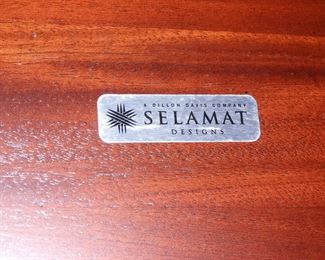 A DILLON DAVIS COMPANY
SELAMAT
DESIGNS